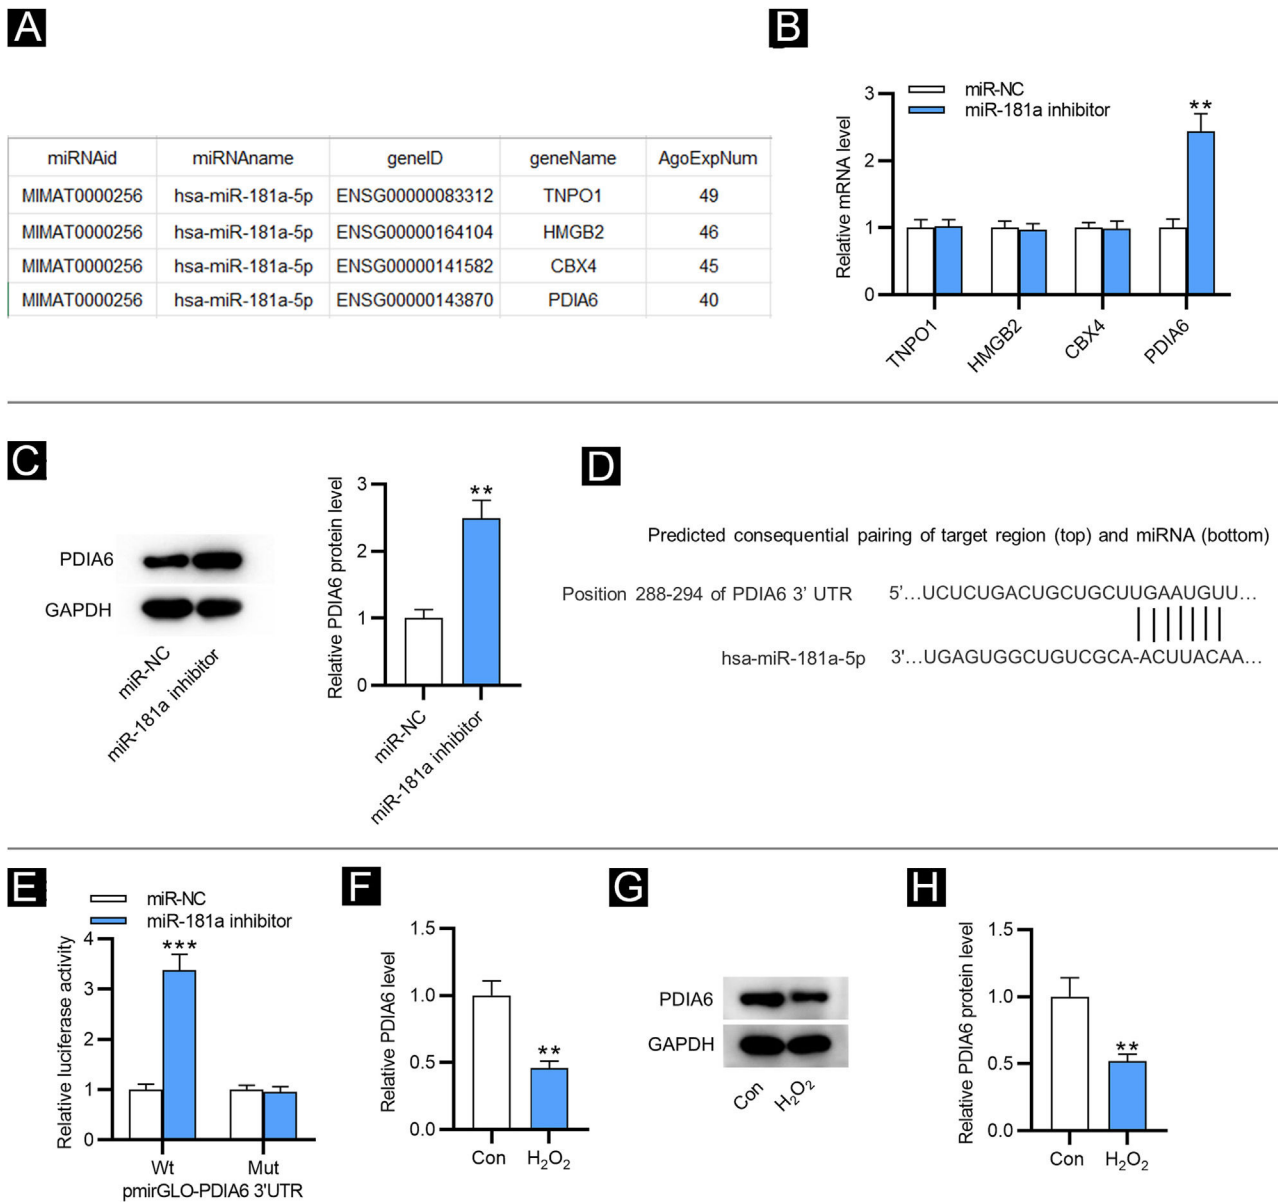 A
miRNAid miRNAname geneID geneName AgoExpNum
MIMAT0000256 hsa-miR-181a-5p ENSG00000083312 TNPO1 49
MIMAT0000256 hsa-miR-181a-5p ENSG00000164104 HMGB2 46
MIMAT0000256 hsa-miR-181a-5p ENSG00000141582 CBX4 45
MIMAT0000256 hsa-miR-181a-5p ENSG00000143870 PDIA6 40
B
miR-NC
miR-181a inhibitor
Relative mRNA level
3
2
1
0
**
TNPO1 HMGB2 CBX4 PDIA6
C
PDIA6
GAPDH
miR-NC
miR-181a inhibitor
Relative PDIA6 protein level
3
2
1
0
**
miR-NC
miR-181a inhibitor
D
Predicted consequential pairing of target region (top) and miRNA (bottom)
Position 288-294 of PDIA6 3' UTR 5'...UCUCUGACUGCUGCUUGAAUGUU...
hsa-miR-181a-5p 3'...UGAGUGGCUGUCGCA-ACUUACAA...
E
miR-NC
miR-181a inhibitor
Relative luciferase activity
4
3
2
1
0
***
Wt Mut
pmirGLO-PDIA6 3'UTR
F
Relative PDIA6 level
1.5
1.0
0.5
0.0
**
Con H₂O₂
G
PDIA6
GAPDH
Con H₂O₂
H
Relative PDIA6 protein level
1.5
1.0
0.5
0.0
**
Con H₂O₂